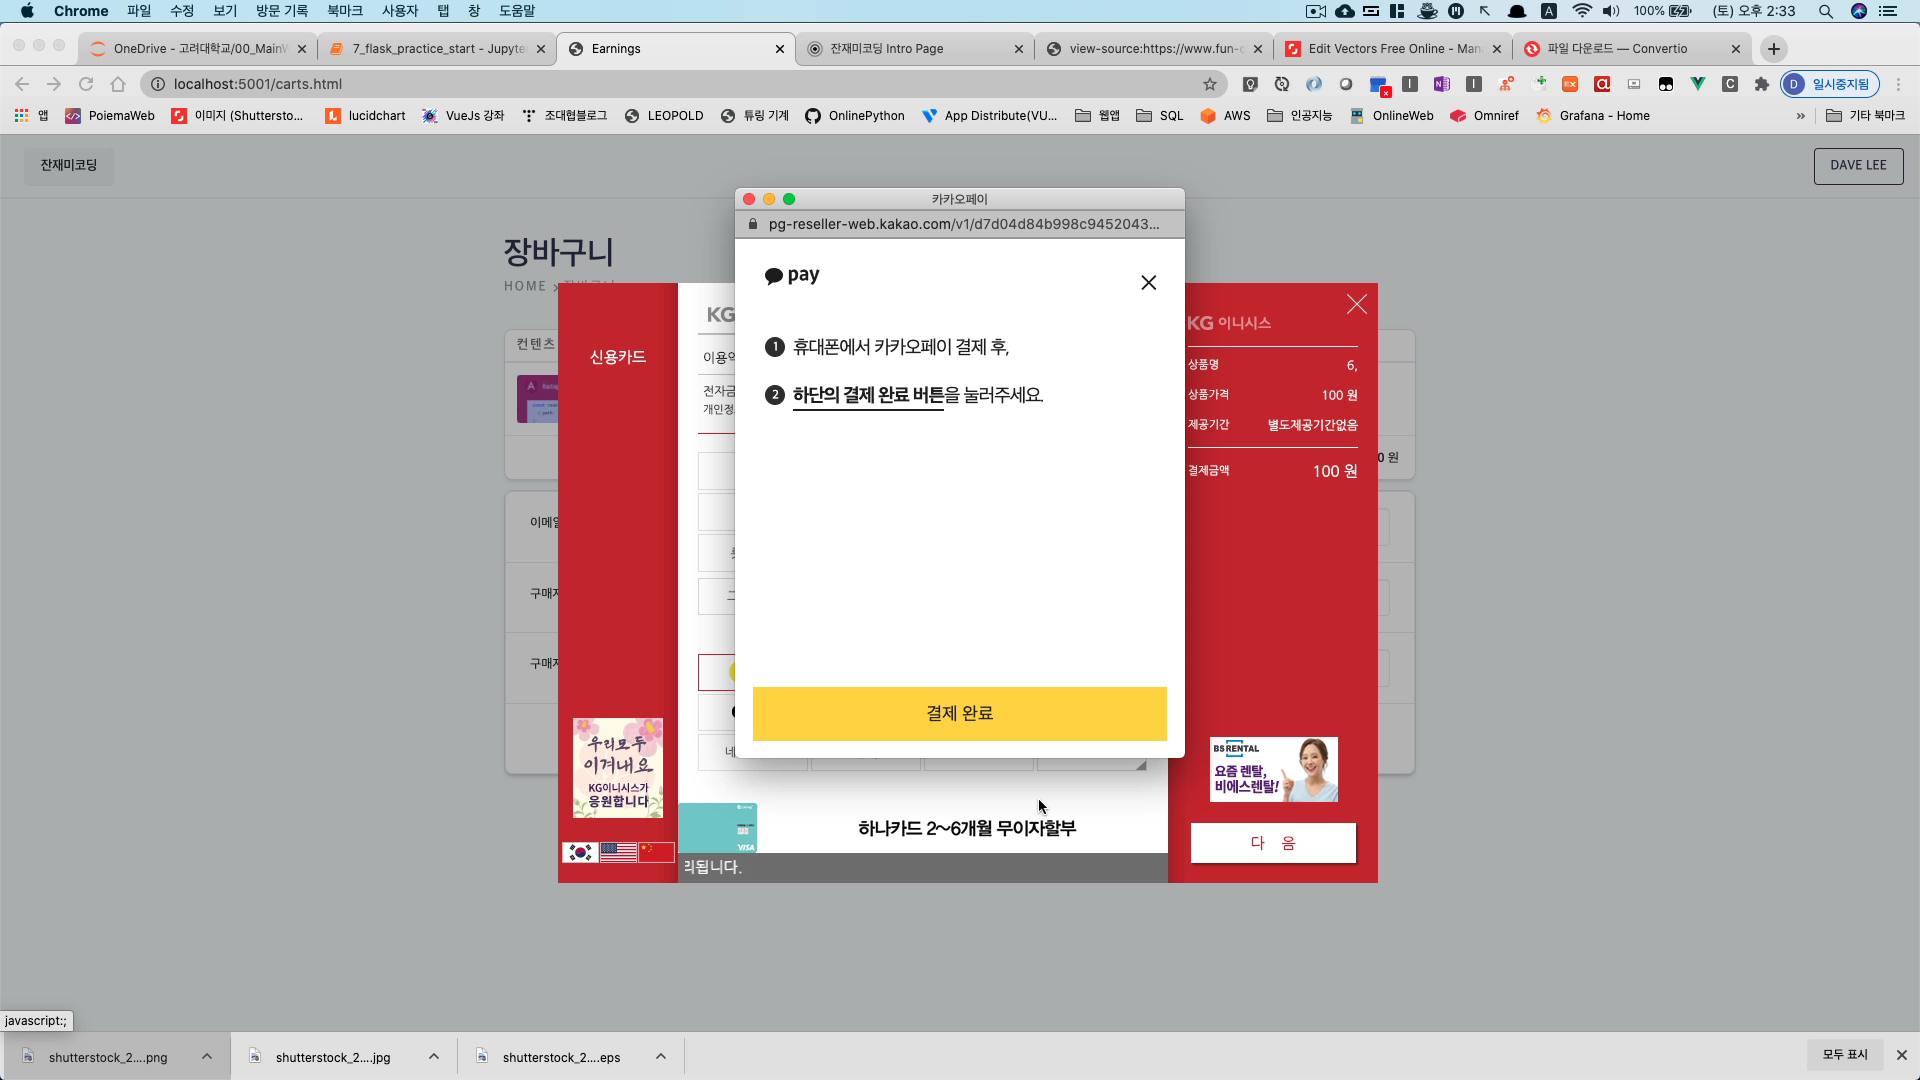 Chrome 파일 수정 보기 방문 기록 북마크 사용자 탭 창 도움말
100% (토) 오후 2:33
OneDrive - 고려대학교/00_MainW
7_flask_practice_start - Jupyte
Earnings
잔재미코딩 Intro Page
view-source:https://www.fun-c
Edit Vectors Free Online - Man
파일 다운로드 — Convertio
localhost:5001/carts.html
D 일시중지됨
앱 PoiemaWeb 이미지 (Shuttersto... lucidchart VueJs 강좌 조대협블로그 LEOPOLD 튜링 기계 OnlinePython App Distribute(VU... 웹앱 SQL AWS 인공지능 OnlineWeb Omniref Grafana - Home » 기타 북마크
잔재미코딩
DAVE LEE
장바구니
HOME > 장바구니
컨텐츠
0 원
이메일
구매자
구매자
신용카드
우리모두
이겨내요
KG이니시스가
응원합니다
KG
이용약
전자금
개인정
네
하나카드 2~6개월 무이자할부
VISA
리됩니다.
카카오페이
pg-reseller-web.kakao.com/v1/d7d04d84b998c9452043...
pay
1 휴대폰에서 카카오페이 결제 후,
2 하단의 결제 완료 버튼을 눌러주세요.
결제 완료
KG 이니시스
상품명 6,
상품가격 100 원
제공기간 별도제공기간없음
결제금액 100 원
BS RENTAL
요즘 렌탈,
비에스렌탈!
다 음
javascript:;
shutterstock_2....png
shutterstock_2....jpg
shutterstock_2....eps
모두 표시